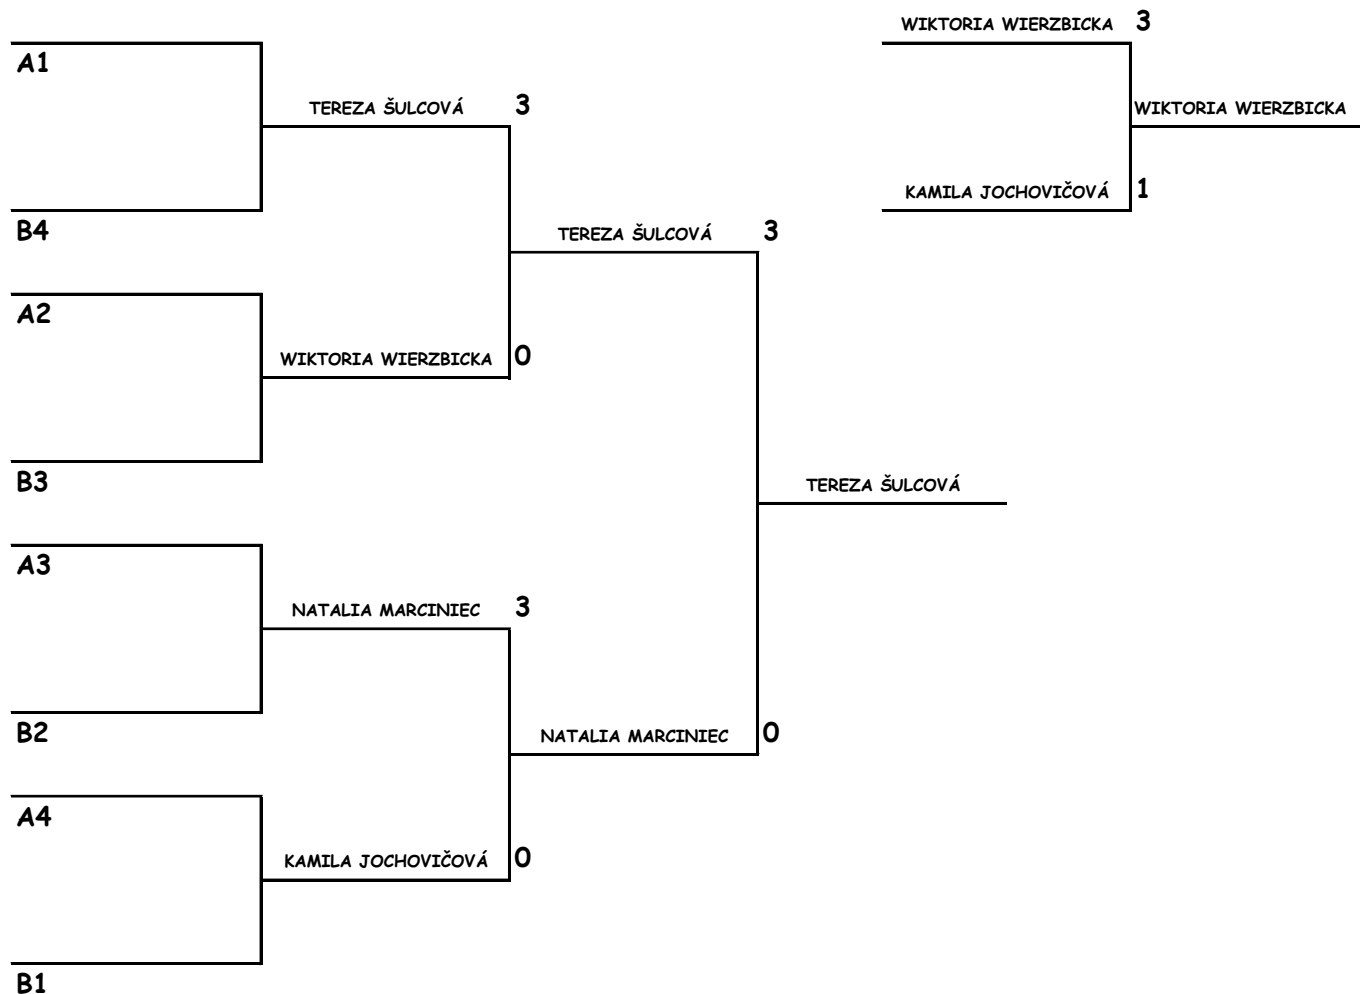 WIKTORIA WIERZBICKA 3
A1
TEREZA ŠULCOVÁ 3
WIKTORIA WIERZBICKA
KAMILA JOCHOVIČOVÁ 1
B4
TEREZA ŠULCOVÁ 3
A2
WIKTORIA WIERZBICKA 0
B3
TEREZA ŠULCOVÁ
A3
NATALIA MARCINIEC 3
B2
NATALIA MARCINIEC 0
A4
KAMILA JOCHOVIČOVÁ 0
B1